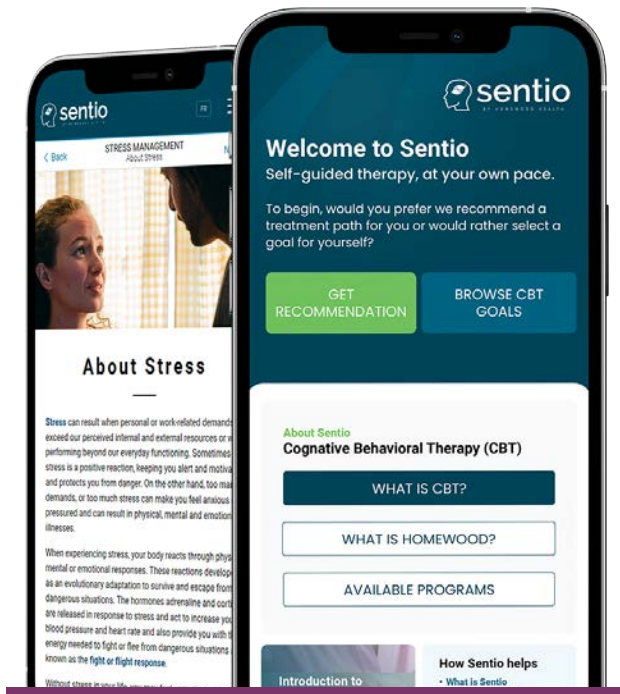 sentio
FR
< Back
STRESS MANAGEMENT
About Stress
About Stress
Stress can result when personal or work-related demands
exceed our perceived internal and external resources or
performing beyond our everyday functioning. Sometimes
stress is a positive reaction, keeping you alert and
and protects you from danger. On the other hand, too
demands, or too much stress can make you feel anxious
pressured and can result in physical, mental and
illnesses.
When experiencing stress, your body reacts through
mental or emotional responses. These reactions
as an evolutionary adaptation to survive and escape from
dangerous situations. The hormones adrenaline and
are released in response to stress and act to increase
blood pressure and heart rate and also provide you with
energy needed to fight or flee from dangerous situations
known as the fight or flight response.
Without stress in your life you may
sentio
BY HOMEWOOD HEALTH
Welcome to Sentio
Self-guided therapy, at your own pace.
To begin, would you prefer we recommend a
treatment path for you or would rather select a
goal for yourself?
GET
RECOMMENDATION
BROWSE CBT
GOALS
About Sentio
Cognative Behavioral Therapy (CBT)
WHAT IS CBT?
WHAT IS HOMEWOOD?
AVAILABLE PROGRAMS
Introduction to
How Sentio helps
• What is Sentio